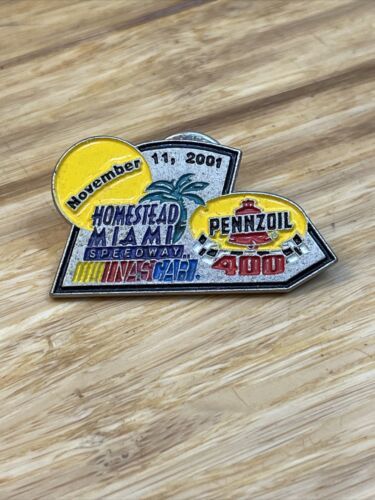 November 11, 2001
HOMESTEAD
MIAMI
SPEEDWAY
NASCAR
PENNZOIL
®
400